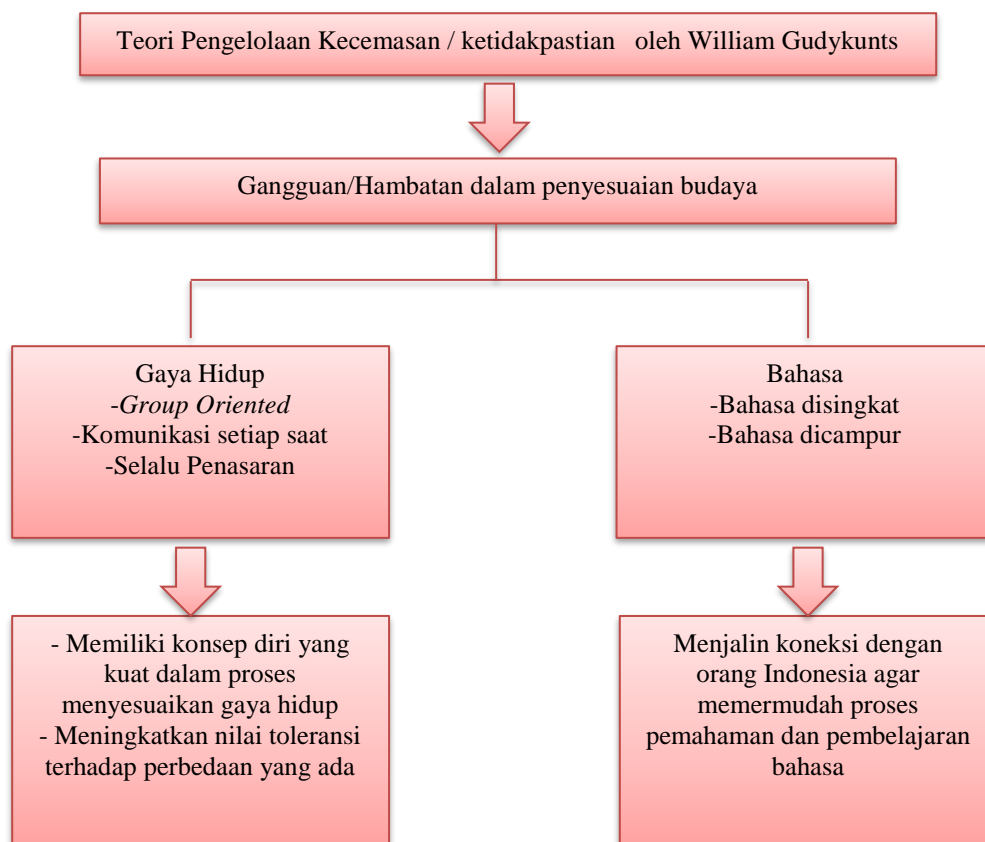 Teori Pengelolaan Kecemasan / ketidakpastian oleh William Gudykunts
Gangguan/Hambatan dalam penyesuaian budaya
Gaya Hidup
-Group Oriented
-Komunikasi setiap saat
-Selalu Penasaran
Bahasa
-Bahasa disingkat
-Bahasa dicampur
- Memiliki konsep diri yang
kuat dalam proses
menyesuaikan gaya hidup
- Meningkatkan nilai toleransi
terhadap perbedaan yang ada
Menjalin koneksi dengan
orang Indonesia agar
memermudah proses
pemahaman dan pembelajaran
bahasa